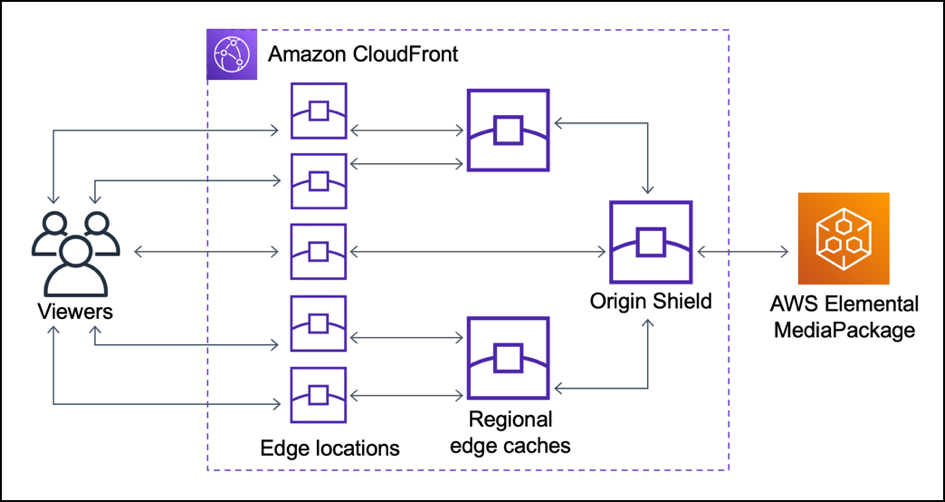 Amazon CloudFront
Viewers
Origin Shield
AWS Elemental
MediaPackage
Regional
edge caches
Edge locations